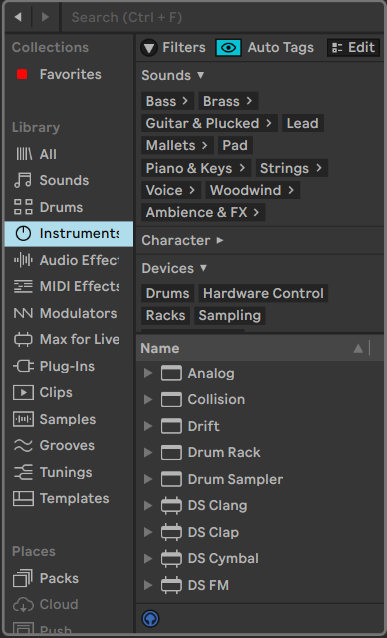 Search (Ctrl + F)
Collections
Favorites
Library
All
Sounds
Drums
Instruments
Audio Effec
MIDI Effects
Modulators
Max for Live
Plug-Ins
Clips
Samples
Grooves
Tunings
Templates
Places
Packs
Cloud
Push
Filters Auto Tags Edit
Sounds
Bass > Brass >
Guitar & Plucked > Lead
Mallets > Pad
Piano & Keys > Strings >
Voice > Woodwind >
Ambience & FX >
Character
Devices
Drums Hardware Control
Racks Sampling
Name
Analog
Collision
Drift
Drum Rack
Drum Sampler
DS Clang
DS Clap
DS Cymbal
DS FM